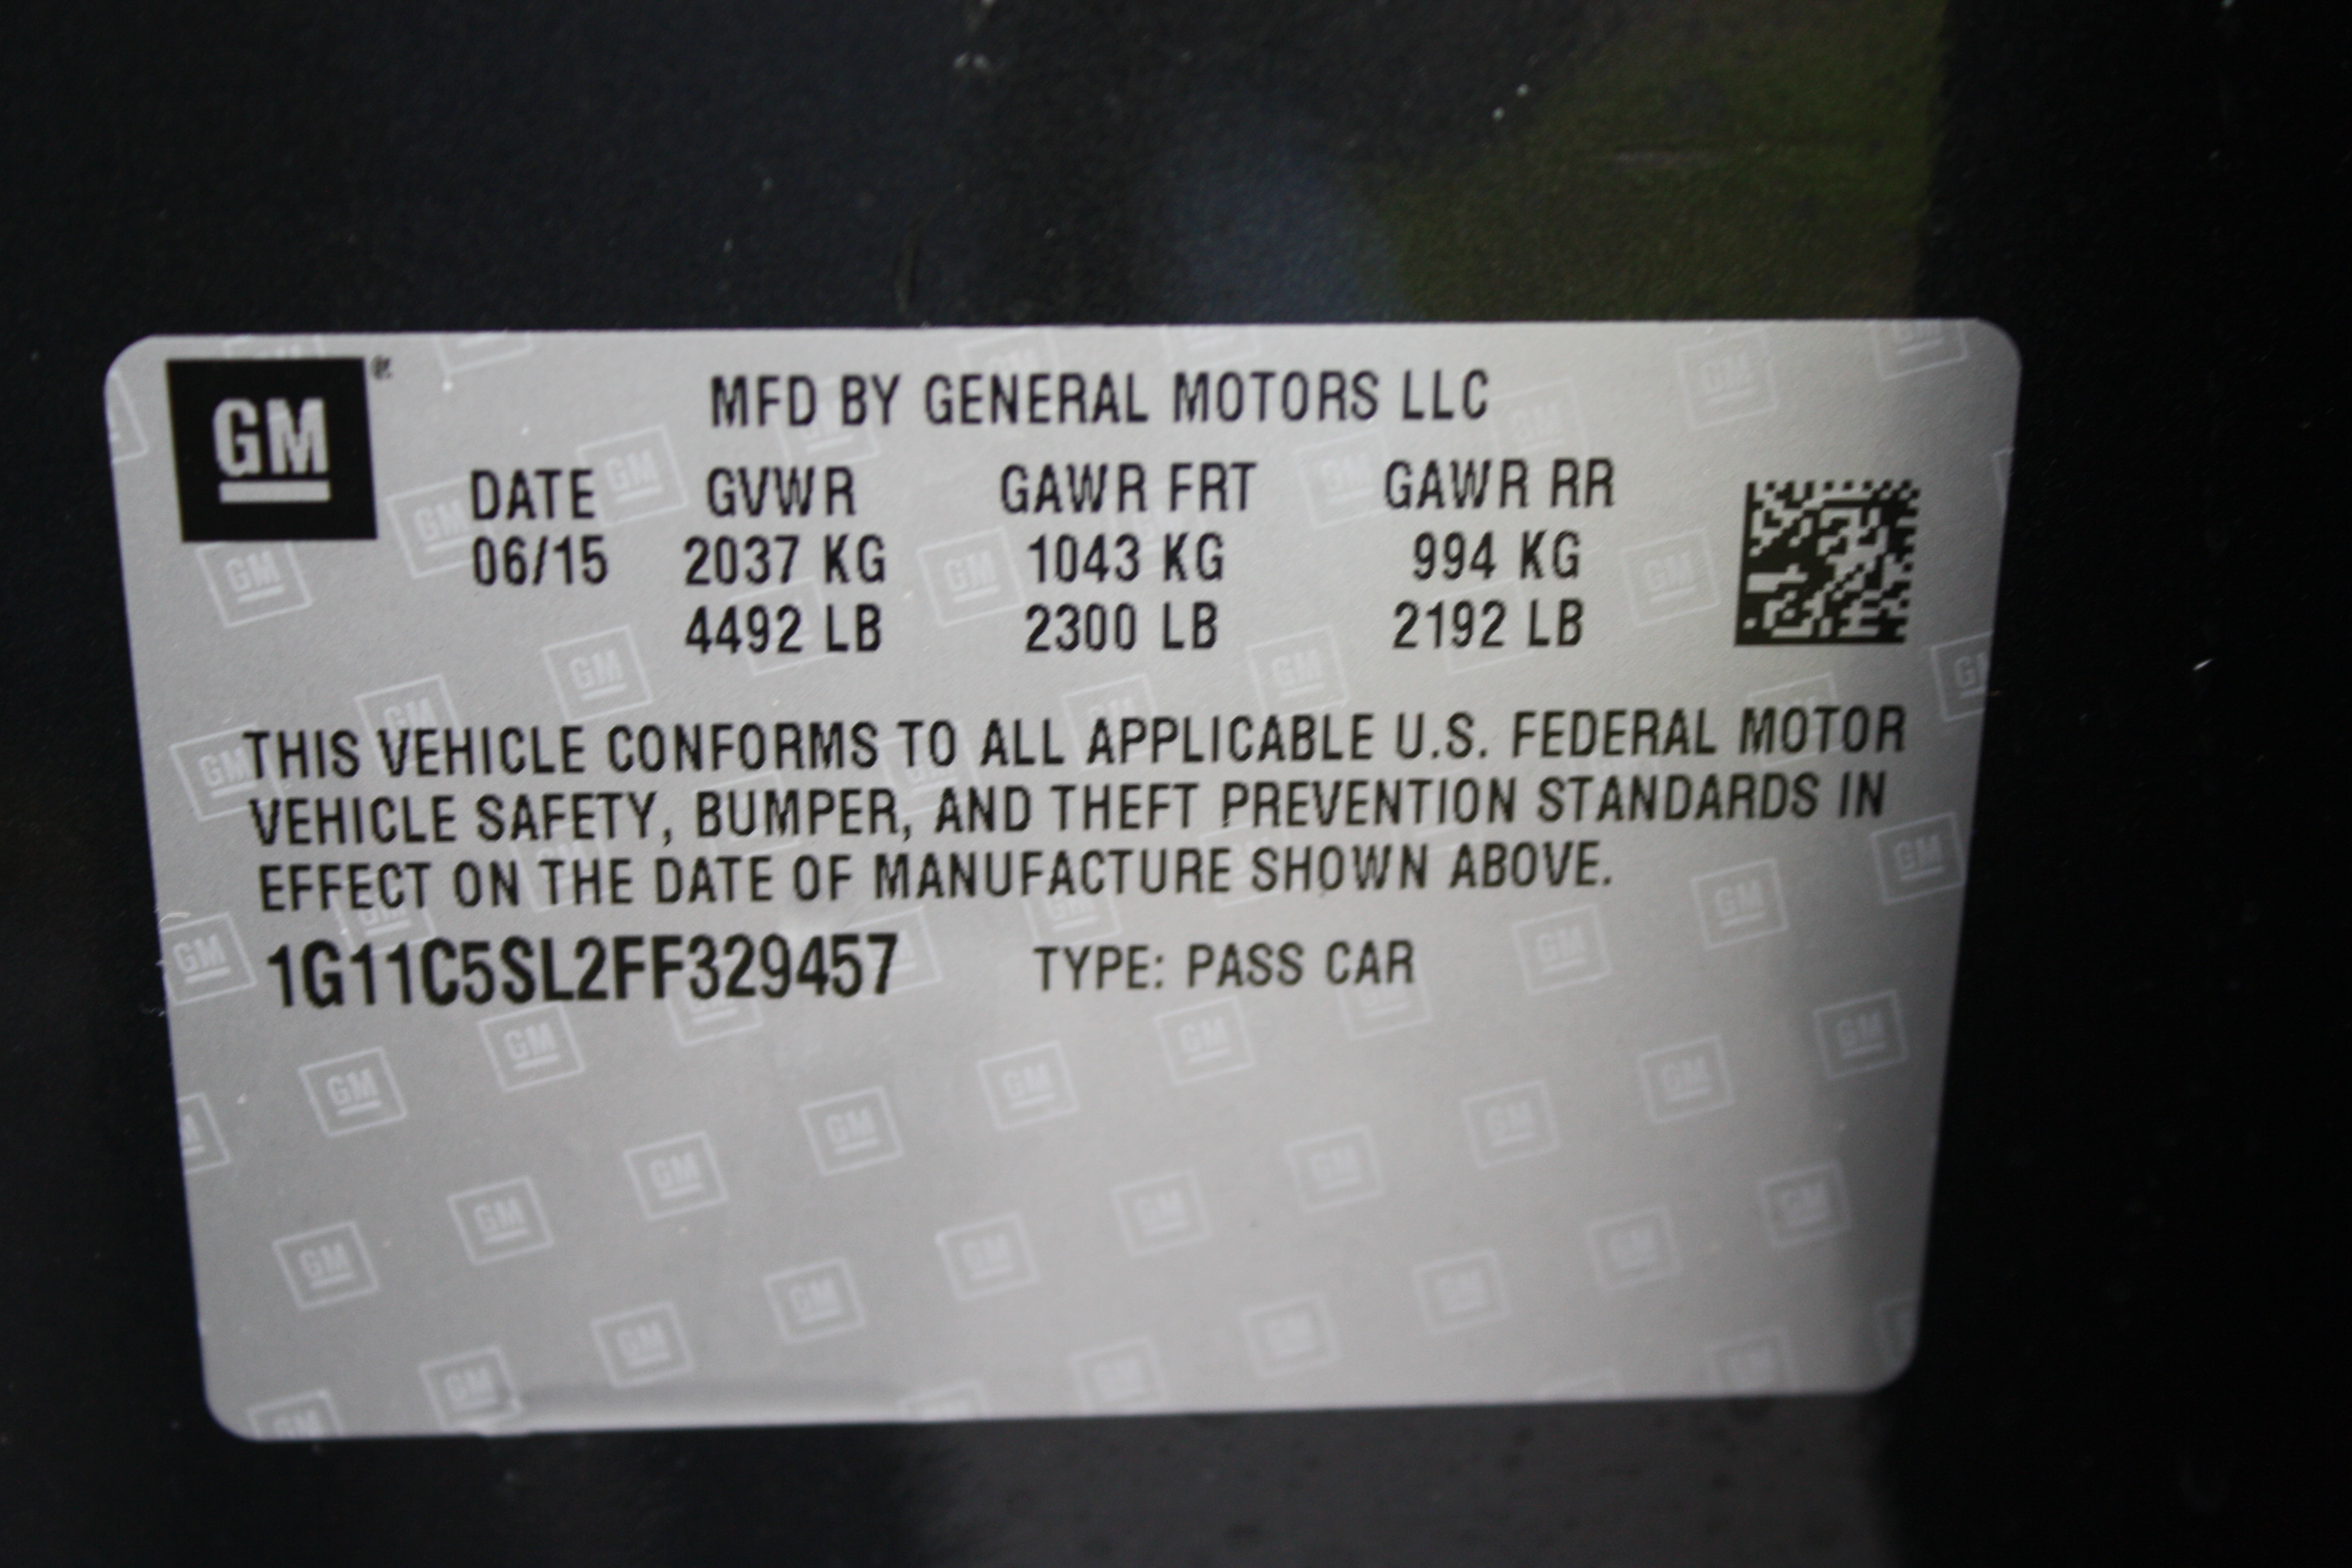 GM
MFD BY GENERAL MOTORS LLC
DATE GVWR GAWR FRT GAWR RR
06/15 2037 KG 1043 KG 994 KG
4492 LB 2300 LB 2192 LB
THIS VEHICLE CONFORMS TO ALL APPLICABLE U.S. FEDERAL MOTOR
VEHICLE SAFETY, BUMPER, AND THEFT PREVENTION STANDARDS IN
EFFECT ON THE DATE OF MANUFACTURE SHOWN ABOVE.
1G11C5SL2FF329457 TYPE: PASS CAR